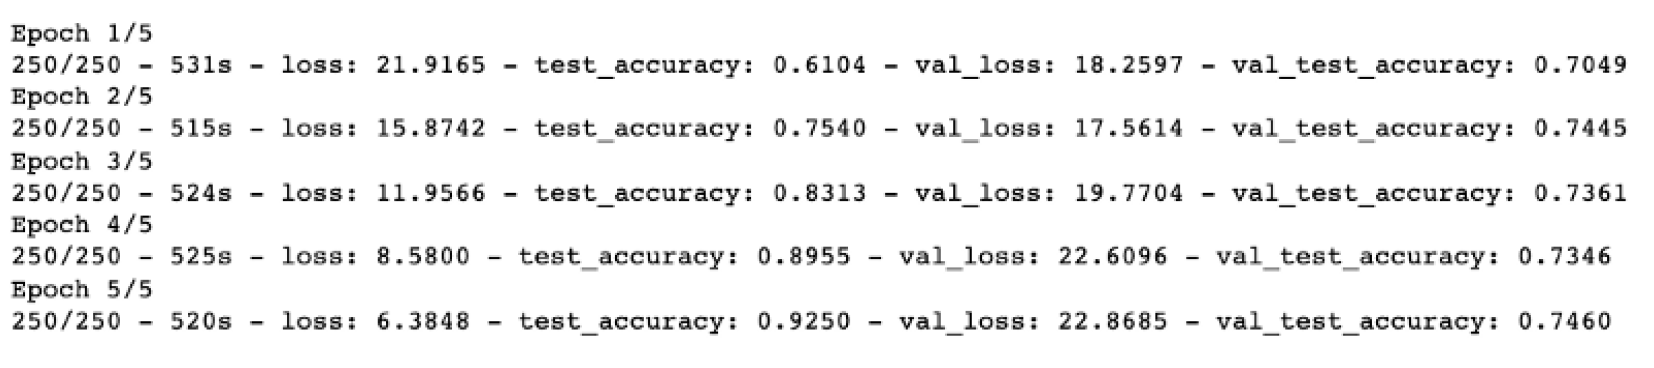 Epoch 1/5
250/250 - 531s - loss: 21.9165 - test_accuracy: 0.6104 - val_loss: 18.2597 - val_test_accuracy: 0.7049
Epoch 2/5
250/250 - 515s - loss: 15.8742 - test_accuracy: 0.7540 - val_loss: 17.5614 - val_test_accuracy: 0.7445
Epoch 3/5
250/250 - 524s - loss: 11.9566 - test_accuracy: 0.8313 - val_loss: 19.7704 - val_test_accuracy: 0.7361
Epoch 4/5
250/250 - 525s - loss: 8.5800 - test_accuracy: 0.8955 - val_loss: 22.6096 - val_test_accuracy: 0.7346
Epoch 5/5
250/250 - 520s - loss: 6.3848 - test_accuracy: 0.9250 - val_loss: 22.8685 - val_test_accuracy: 0.7460